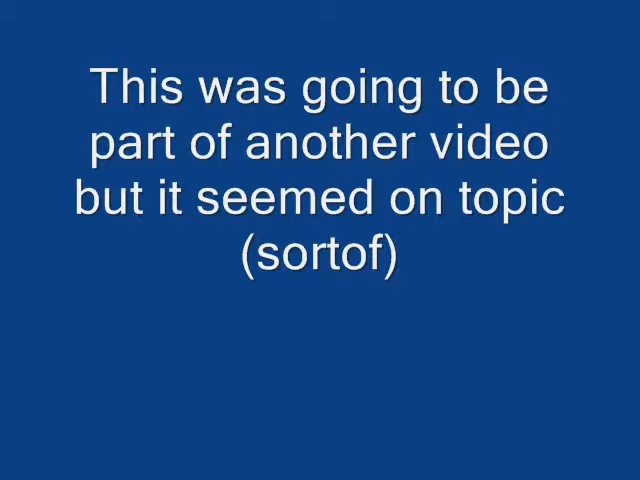 This was going to be
part of another video
but it seemed on topic
(sortof)